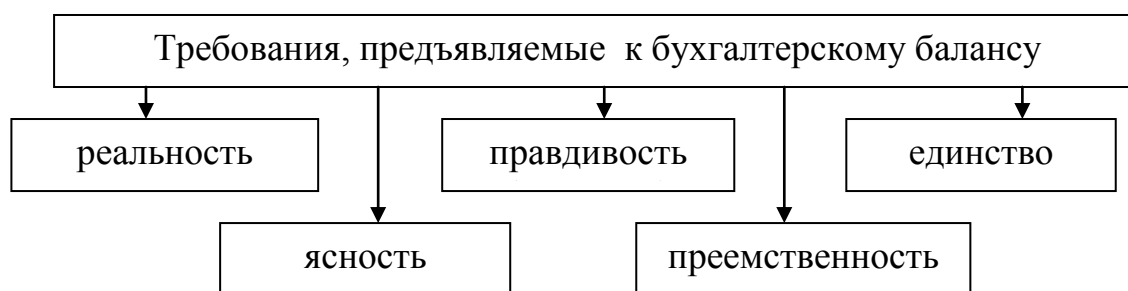 Требования, предъявляемые к бухгалтерскому балансу
реальность
правдивость
единство
ясность
преемственность